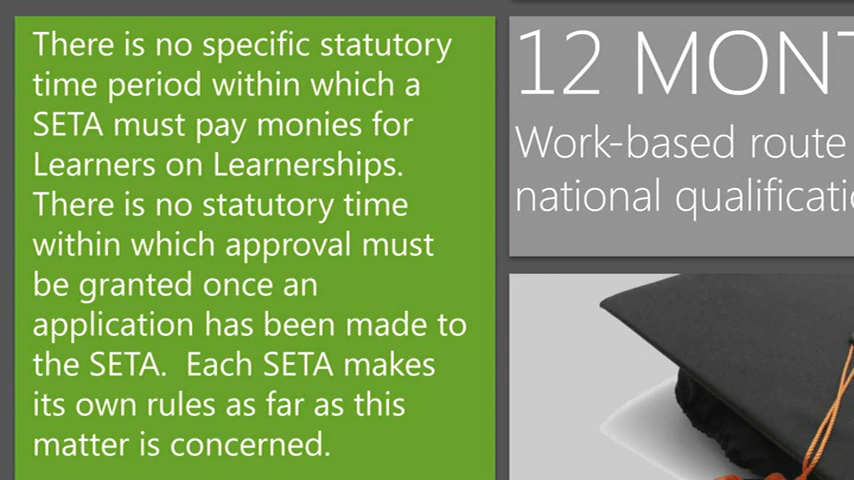 There is no specific statutory
time period within which a
SETA must pay monies for
Learners on Learnerships.
There is no statutory time
within which approval must
be granted once an
application has been made to
the SETA.  Each SETA makes
its own rules as far as this
matter is concerned.
12 MONT
Work-based route
national qualificatio